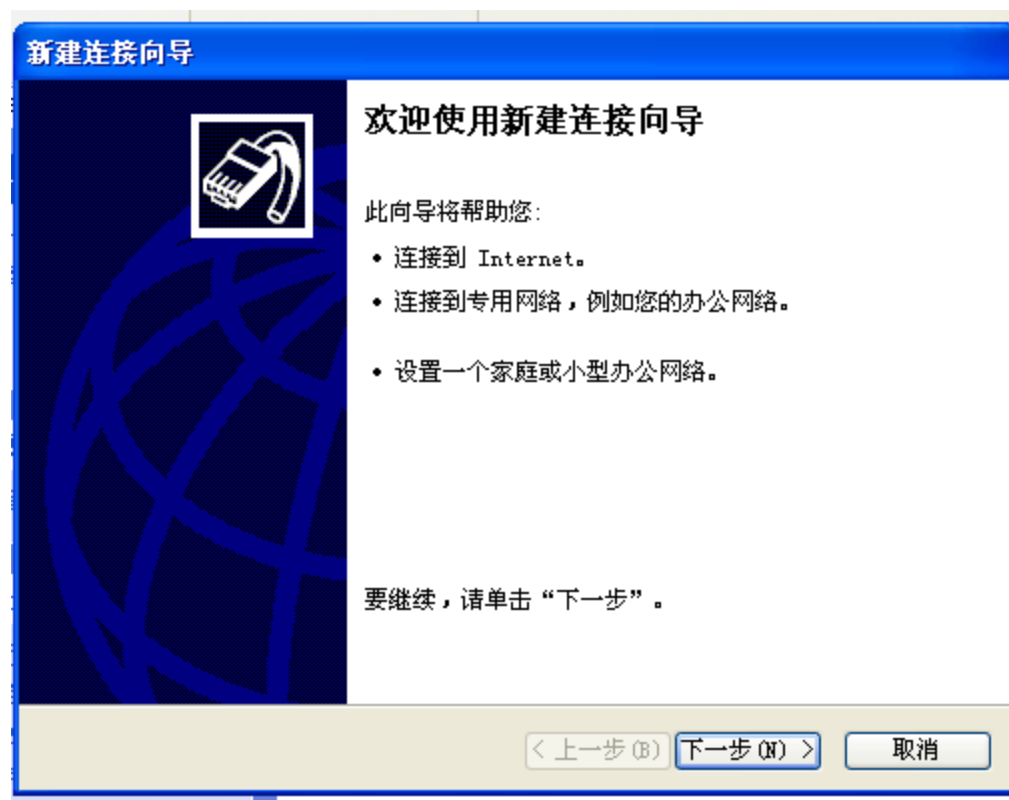 新建连接向导
欢迎使用新建连接向导
此向导将帮助您:
• 连接到 Internet。
• 连接到专用网络，例如您的办公网络。
• 设置一个家庭或小型办公网络。
要继续，请单击“下一步”。
< 上一步(B)
下一步(N) >
取消